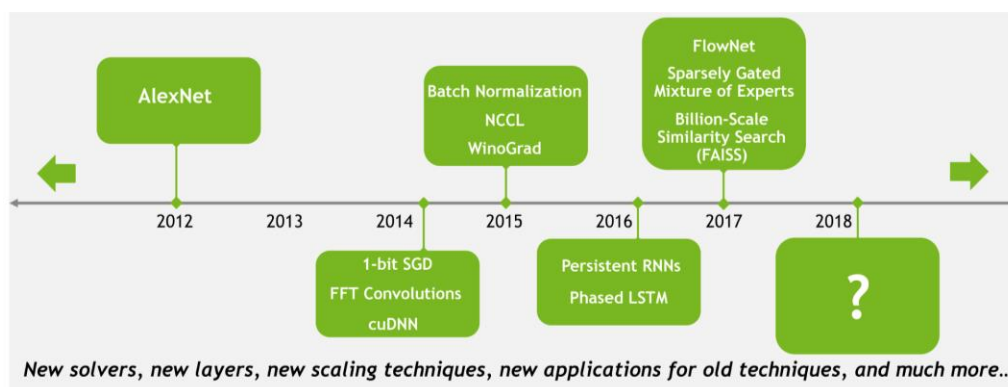 AlexNet
Batch Normalization
NCCL
WinoGrad
FlowNet
Sparsely Gated
Mixture of Experts
Billion-Scale
Similarity Search
(FAISS)
2012 2013 2014 2015 2016 2017 2018
1-bit SGD
FFT Convolutions
cuDNN
Persistent RNNs
Phased LSTM
?
New solvers, new layers, new scaling techniques, new applications for old techniques, and much more..